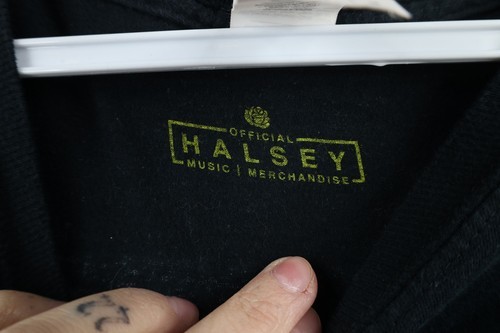 OFFICIAL
HALSEY
MUSIC | MERCHANDISE